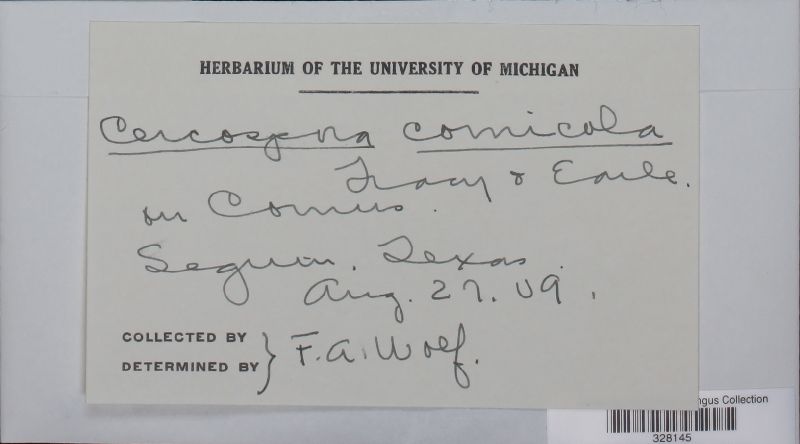 HERBARIUM OF THE UNIVERSITY OF MICHIGAN
Cercospora cornicola
Tracy & Earle.
on Cornus.
Seguin, Texas.
Aug. 27. 09.
COLLECTED BY
DETERMINED BY } F. A. Wolf.
ngus Collection
328145